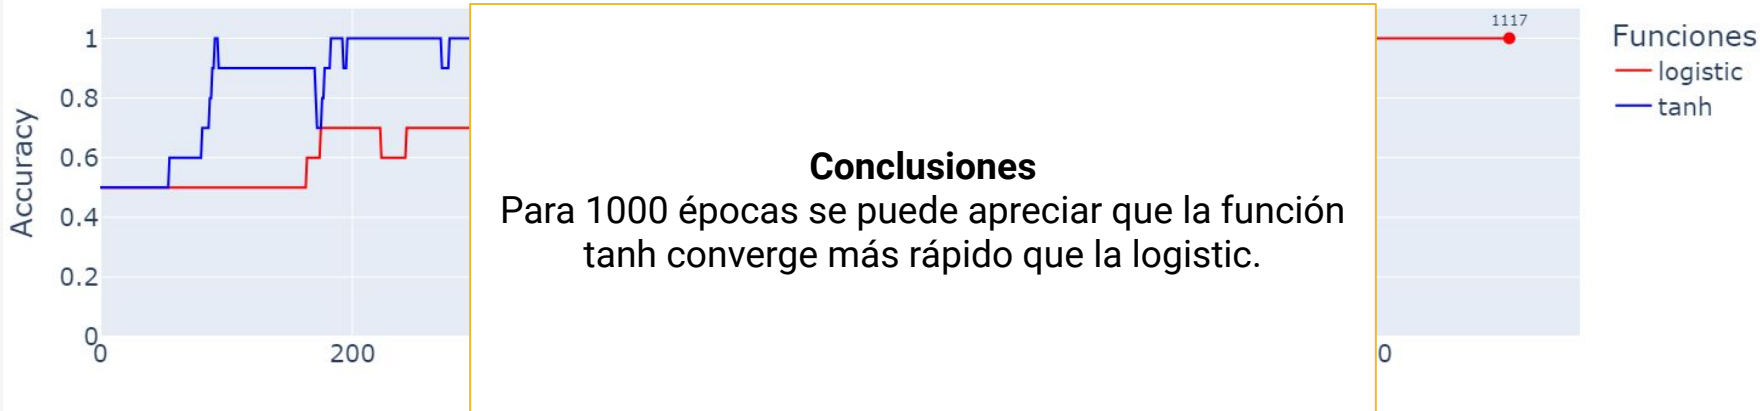 1117
Funciones
logistic
tanh
Accuracy
1
0.8
0.6
0.4
0.2
0
0
200
0
Conclusiones
Para 1000 épocas se puede apreciar que la función
tanh converge más rápido que la logistic.